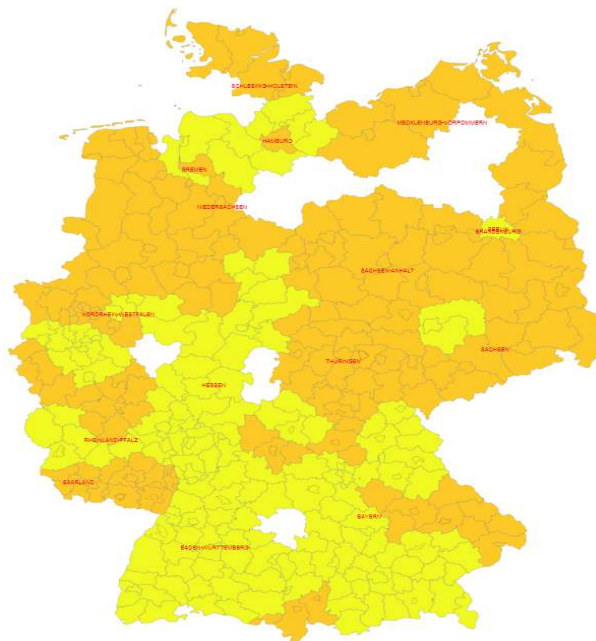 SCHLESWIG-HOLSTEIN
MECKLENBURG-VORPOMMERN
HAMBURG
BREMEN
NIEDERSACHSEN
BERLIN
BRANDENBURG
SACHSEN-ANHALT
NORDRHEIN-WESTFALEN
SACHSEN
THÜRINGEN
HESSEN
RHEINLAND-PFALZ
SAARLAND
BAYERN
BADEN-WÜRTTEMBERG